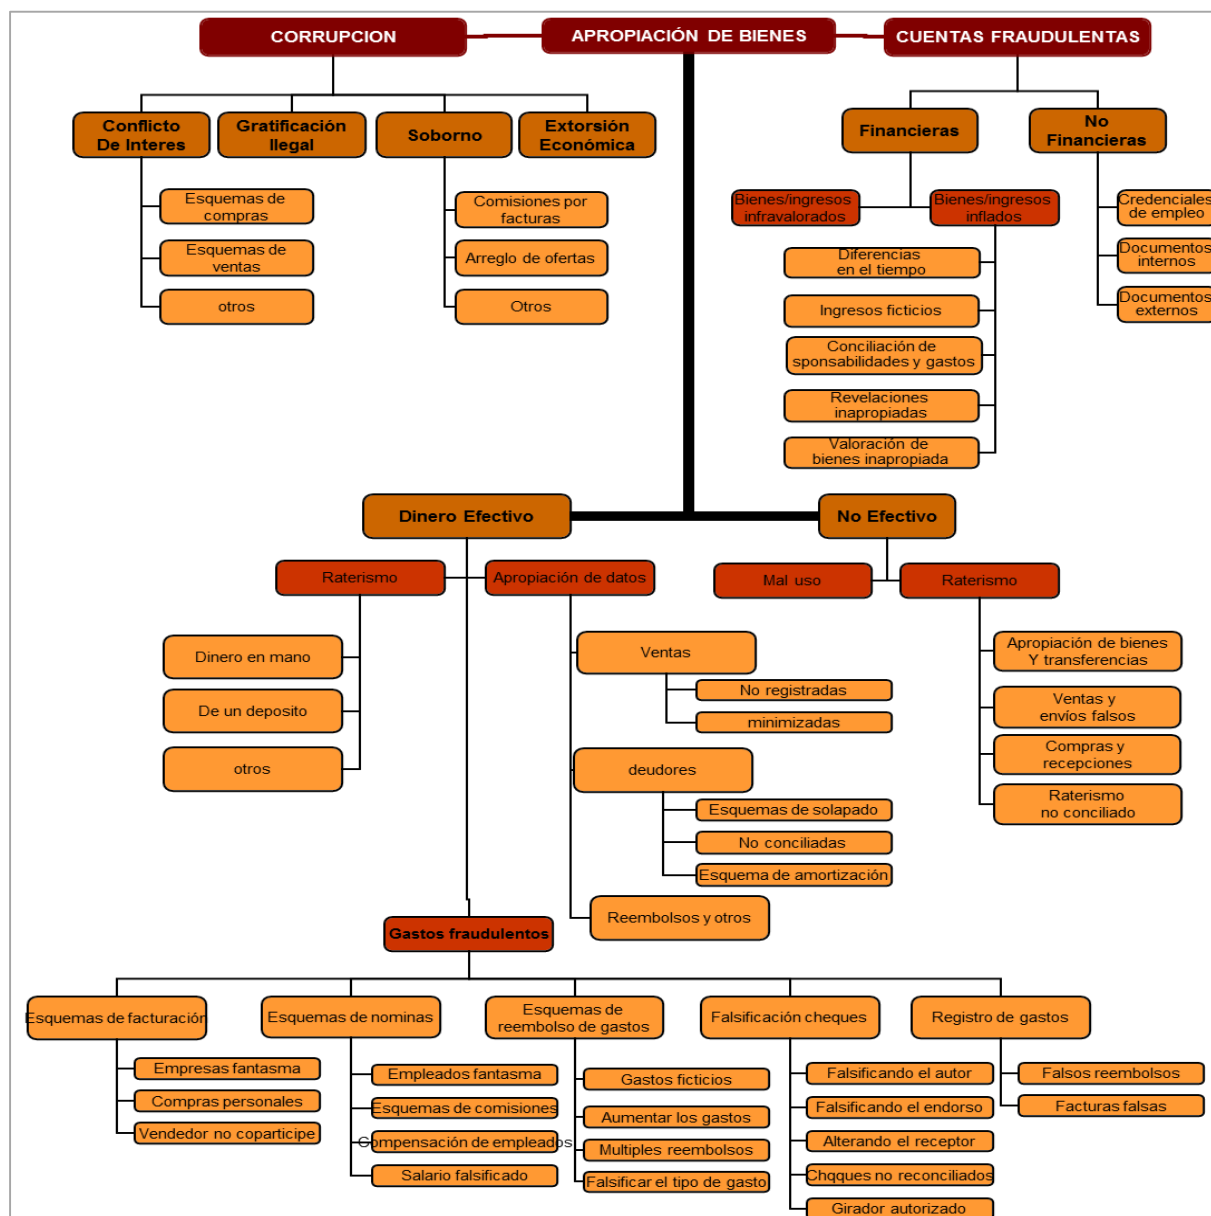 CORRUPCION
APROPIACIÓN DE BIENES
CUENTAS FRAUDULENTAS
Conflicto
De Interes
Gratificación
Ilegal
Soborno
Extorsión
Económica
Financieras
No
Financieras
Esquemas de
compras
Esquemas de
ventas
otros
Comisiones por
facturas
Arreglo de ofertas
Otros
Bienes/ingresos
infravalorados
Bienes/ingresos
inflados
Diferencias
en el tiempo
Ingresos ficticios
Conciliación de
sponsabilidades y gastos
Revelaciones
inapropiadas
Valoración de
bienes inapropiada
Credenciales
de empleo
Documentos
internos
Documentos
externos
Dinero Efectivo
No Efectivo
Raterismo
Apropiación de datos
Mal uso
Raterismo
Dinero en mano
De un deposito
otros
Ventas
No registradas
minimizadas
deudores
Esquemas de solapado
No conciliadas
Esquema de amortización
Reembolsos y otros
Apropiación de bienes
Y transferencias
Ventas y
envíos falsos
Compras y
recepciones
Raterismo
no conciliado
Gastos fraudulentos
Esquemas de facturación
Esquemas de nominas
Esquemas de
reembolso de gastos
Falsificación cheques
Registro de gastos
Empresas fantasma
Compras personales
Vendedor no coparticipe
Empleados fantasma
Esquemas de comisiones
Compensación de empleados
Salario falsificado
Gastos ficticios
Aumentar los gastos
Multiples reembolsos
Falsificar el tipo de gasto
Falsificando el autor
Falsificando el endorso
Alterando el receptor
Chqques no reconciliados
Girador autorizado
Falsos reembolsos
Facturas falsas